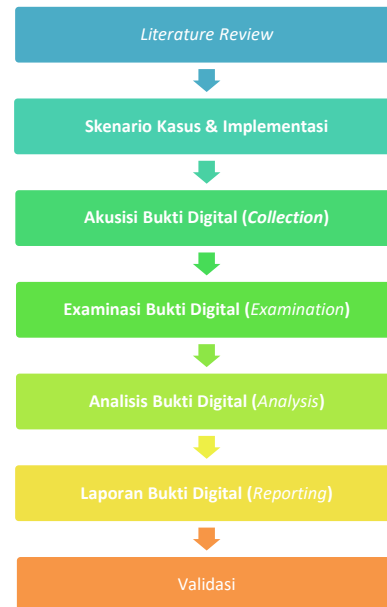 Literature Review
Skenario Kasus & Implementasi
Akusisi Bukti Digital (Collection)
Examinasi Bukti Digital (Examination)
Analisis Bukti Digital (Analysis)
Laporan Bukti Digital (Reporting)
Validasi